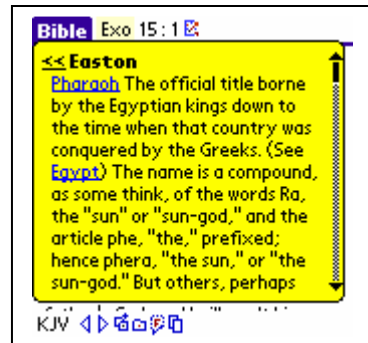 Bible Exo 15:1
<< Easton
Pharaoh The official title borne
by the Egyptian kings down to
the time when that country was
conquered by the Greeks. (See
Egypt) The name is a compound,
as some think, of the words Ra,
the "sun" or "sun-god," and the
article phe, "the," prefixed;
hence phera, "the sun," or "the
sun-god." But others, perhaps
KJV